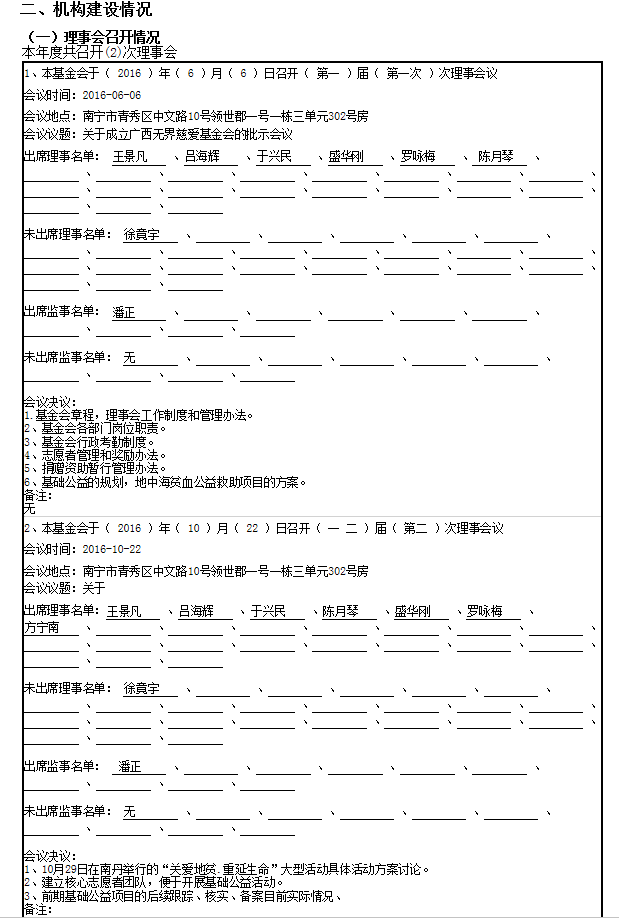 二、机构建设情况
（一）理事会召开情况
本年度共召开(2)次理事会
1、本基金会于（ 2016 ）年（ 6 ）月（ 6 ）日召开（ 第一 ）届（ 第一次 ）次理事会议
会议时间：2016-06-06
会议地点：南宁市青秀区中文路10号领世郡一号一栋三单元302号房
会议议题：关于成立广西无界慈爱基金会的批示会议
出席理事名单： 王景凡 、吕海辉 、于兴民 、盛华刚 、罗咏梅 、 陈月琴 、
、 、 、 、 、 、 、 、
、 、 、 、 、 、 、 、
、 、
未出席理事名单： 徐竟宇 、 、 、 、 、 、
、 、 、 、 、 、 、 、
、 、 、 、 、 、 、 、
、 、
出席监事名单： 潘正 、 、 、 、 、 、
、 、 、
未出席监事名单： 无 、 、 、 、 、 、
、 、 、
会议决议：
1.基金会章程，理事会工作制度和管理办法。
2、基金会各部门岗位职责。
3、基金会行政考勤制度。
4、志愿者管理和奖励办法。
5、捐赠资助暂行管理办法。
6、基础公益的规划，地中海贫血公益救助项目的方案。
备注：
无
2、本基金会于（ 2016 ）年（ 10 ）月（ 22 ）日召开（ 一 二 ）届（ 第二 ）次理事会议
会议时间：2016-10-22
会议地点：南宁市青秀区中文路10号领世郡一号一栋三单元302号房
会议议题：关于
出席理事名单： 王景凡 、吕海辉 、于兴民 、陈月琴 、盛华刚 、罗咏梅 、
方宁南 、 、 、 、 、 、 、 、
、 、 、 、 、 、 、 、
、 、
未出席理事名单： 徐竟宇 、 、 、 、 、 、
、 、 、 、 、 、 、 、
、 、 、 、 、 、 、 、
、 、
出席监事名单： 潘正 、 、 、 、 、 、
、 、 、
未出席监事名单： 无 、 、 、 、 、 、
、 、 、
会议决议：
1、10月29日在南丹举行的“关爱地贫.重延生命”大型活动具体活动方案讨论。
2、建立核心志愿者团队，便于开展基础公益活动。
3、前期基础公益项目的后续跟踪、核实、备案目前实际情况、
备注：